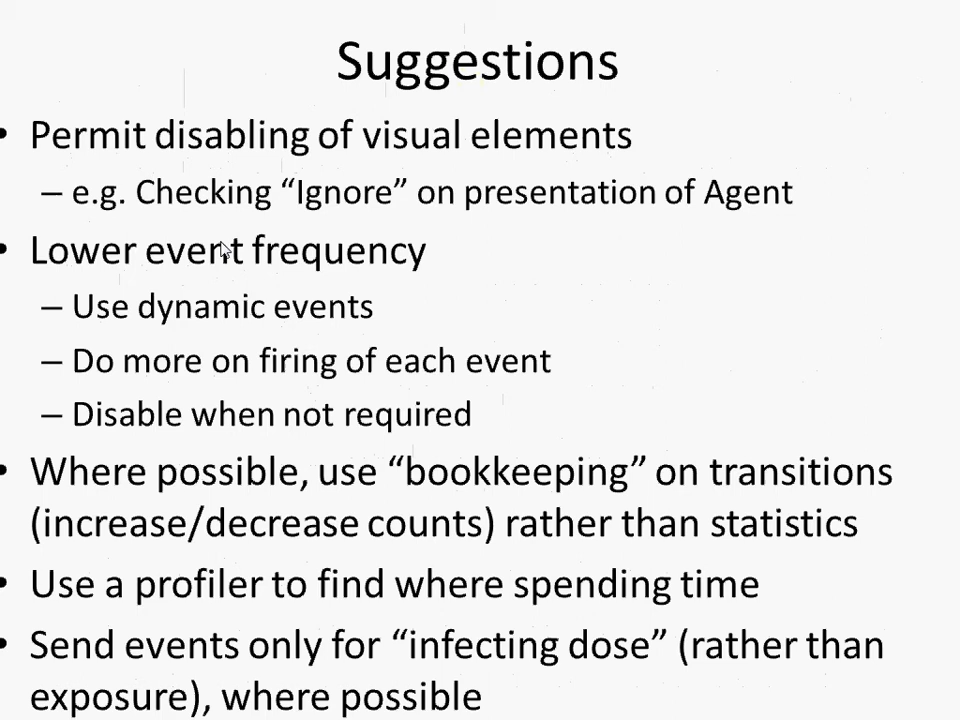 Suggestions
• Permit disabling of visual elements
– e.g. Checking “Ignore” on presentation of Agent
• Lower event frequency
– Use dynamic events
– Do more on firing of each event
– Disable when not required
• Where possible, use “bookkeeping” on transitions
(increase/decrease counts) rather than statistics
• Use a profiler to find where spending time
• Send events only for “infecting dose” (rather than
exposure), where possible